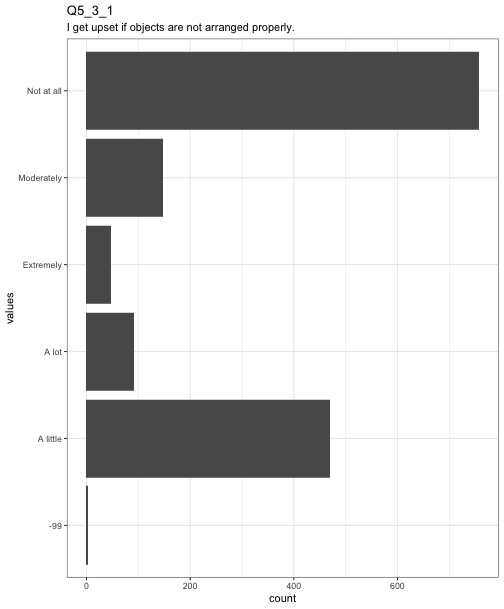 Q5_3_1
I get upset if objects are not arranged properly.
Not at all
Moderately
Extremely
A lot
A little
-99
values
0 200 400 600
count